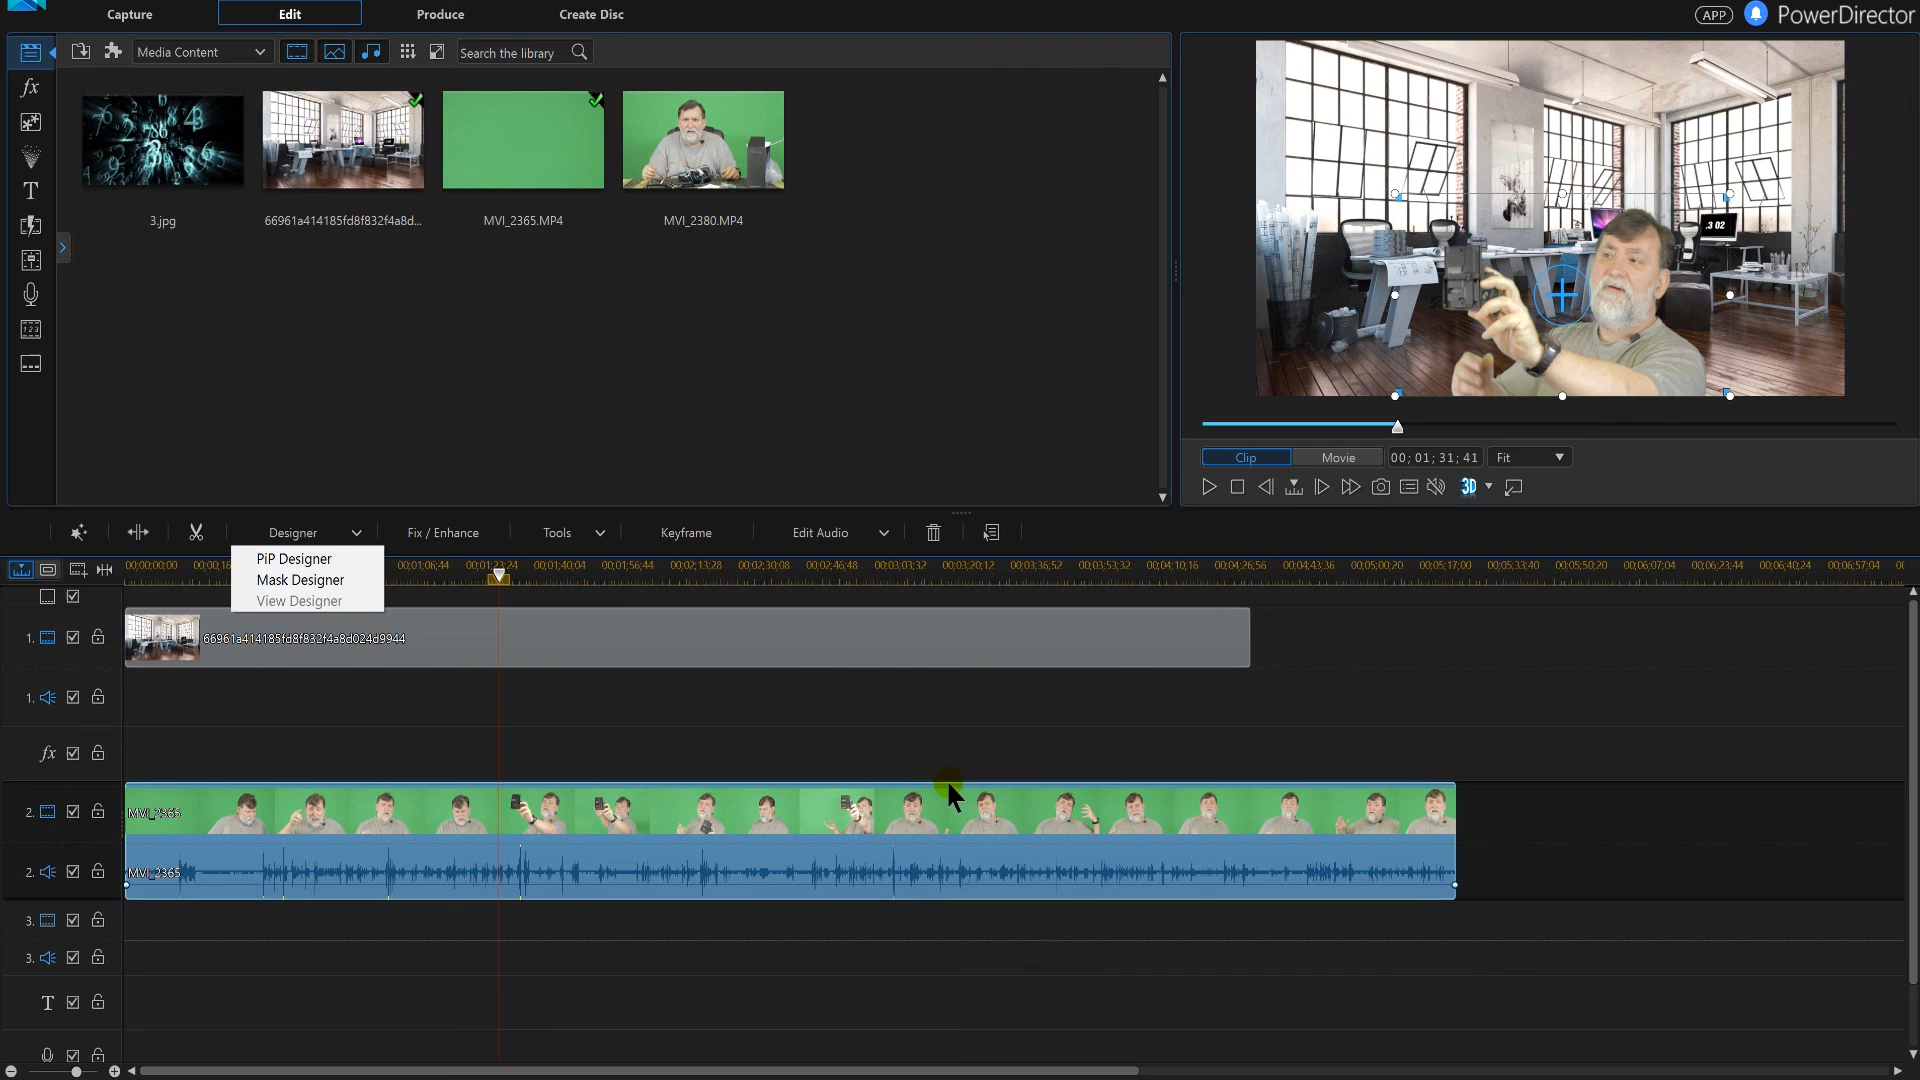 Capture
Edit
Produce
Create Disc
APP
PowerDirector
Media Content
Search the library
3.jpg
66961a414185fd8f832f4a8d...
MVI_2365.MP4
MVI_2380.MP4
Clip
Movie
00; 01; 31; 41
Fit
3D
Designer
Fix / Enhance
Tools
Keyframe
Edit Audio
PiP Designer
Mask Designer
View Designer
00;00;00;00
00;00;16
00;01;06;44
00;01;23;24
00;01;40;04
00;01;56;44
00;02;13;28
00;02;30;08
00;02;46;48
00;03;03;32
00;03;20;12
00;03;36;52
00;03;53;32
00;04;10;16
00;04;26;56
00;04;43;36
00;05;00;20
00;05;17;00
00;05;33;40
00;05;50;20
00;06;07;04
00;06;23;44
00;06;40;24
00;06;57;04
1.
66961a414185fd8f832f4a8d024d9944
1.
fx
2.
MVI_2365
2.
MVI_2365
3.
3.
T